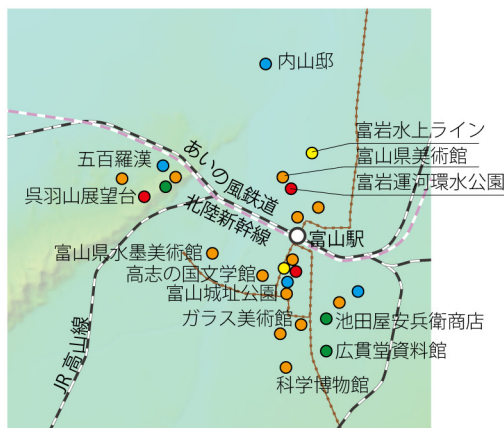 内山邸
富岩水上ライン
五百羅漢
富山県美術館
あいの風鉄道
呉羽山展望台
富岩運河環水公園
北陸新幹線
富山駅
富山県水墨美術館
高志の国文学館
富山城址公園
ガラス美術館
池田屋安兵衛商店
JR高山線
広貫堂資料館
科学博物館